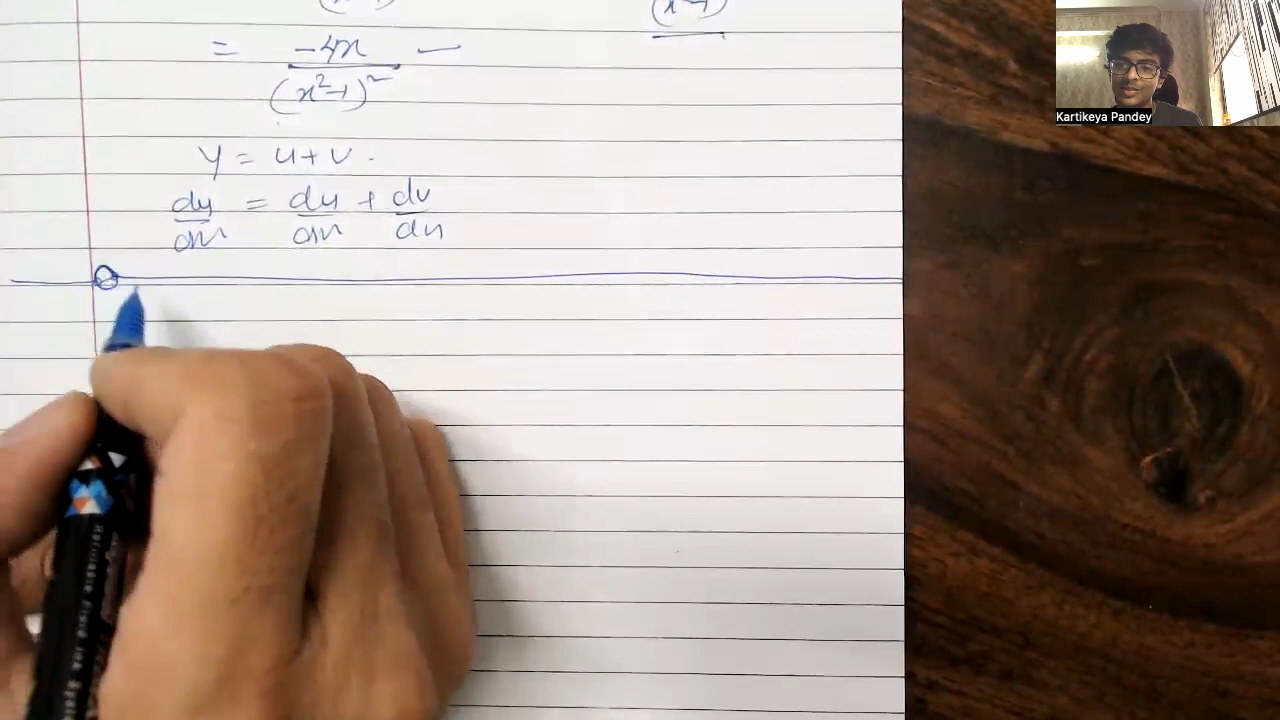 = -4x / (x²-1)²
y = u+v.
dy/dx = du/dx + dv/dx
Kartikeya Pandey